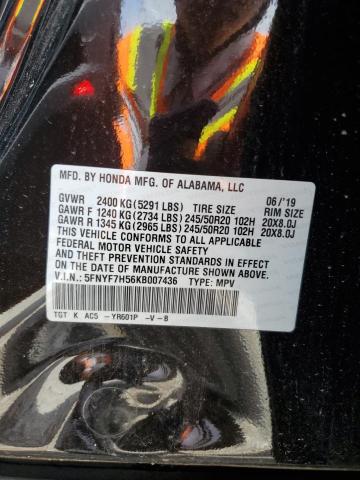 MFD. BY HONDA MFG. OF ALABAMA, LLC
GVWR 2400 KG(5291 LBS) TIRE SIZE 06/'19 RIM SIZE
GAWR F 1240 KG(2734 LBS) 245/50R20 102H 20X8.0J
GAWR R 1345 KG(2965 LBS) 245/50R20 102H 20X8.0J
THIS VEHICLE CONFORMS TO ALL APPLICABLE
FEDERAL MOTOR VEHICLE SAFETY
AND THEFT PREVENTION STANDARDS IN EFFECT
ON THE DATE OF MANUFACTURE SHOWN ABOVE.
V.I.N.: 5FNYF7H56KB007436 TYPE: MPV
TGT K AC5 -YR601P -V-B